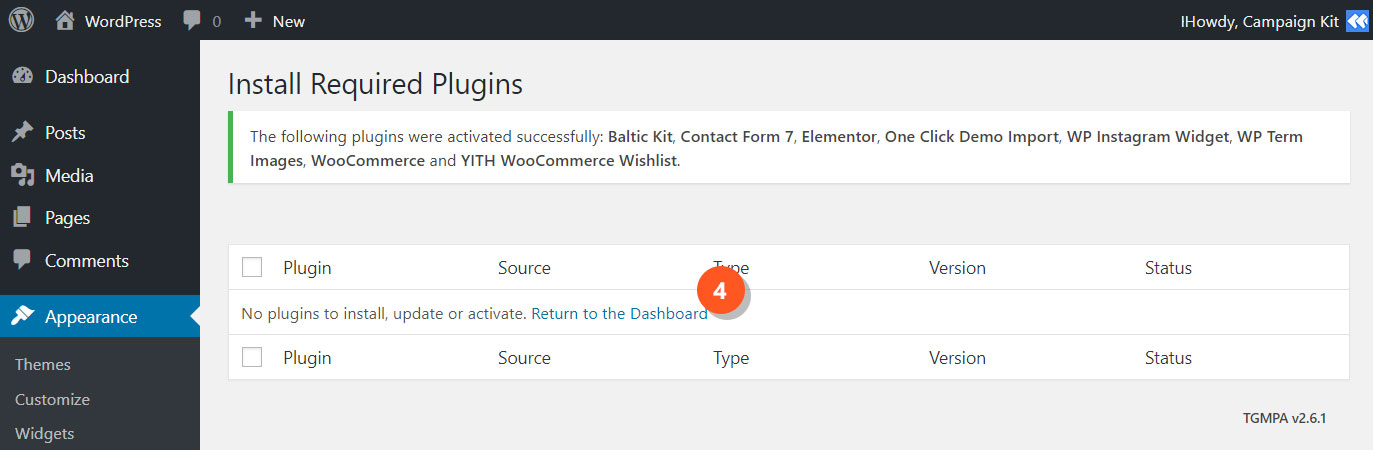 WordPress 0 New IHowdy, Campaign Kit
Dashboard
Posts
Media
Pages
Comments
Appearance
Themes
Customize
Widgets
Install Required Plugins
The following plugins were activated successfully: Baltic Kit, Contact Form 7, Elementor, One Click Demo Import, WP Instagram Widget, WP Term
Images, WooCommerce and YITH WooCommerce Wishlist.
Plugin Source Type Version Status
4
No plugins to install, update or activate. Return to the Dashboard
Plugin Source Type Version Status
TGMPA v2.6.1